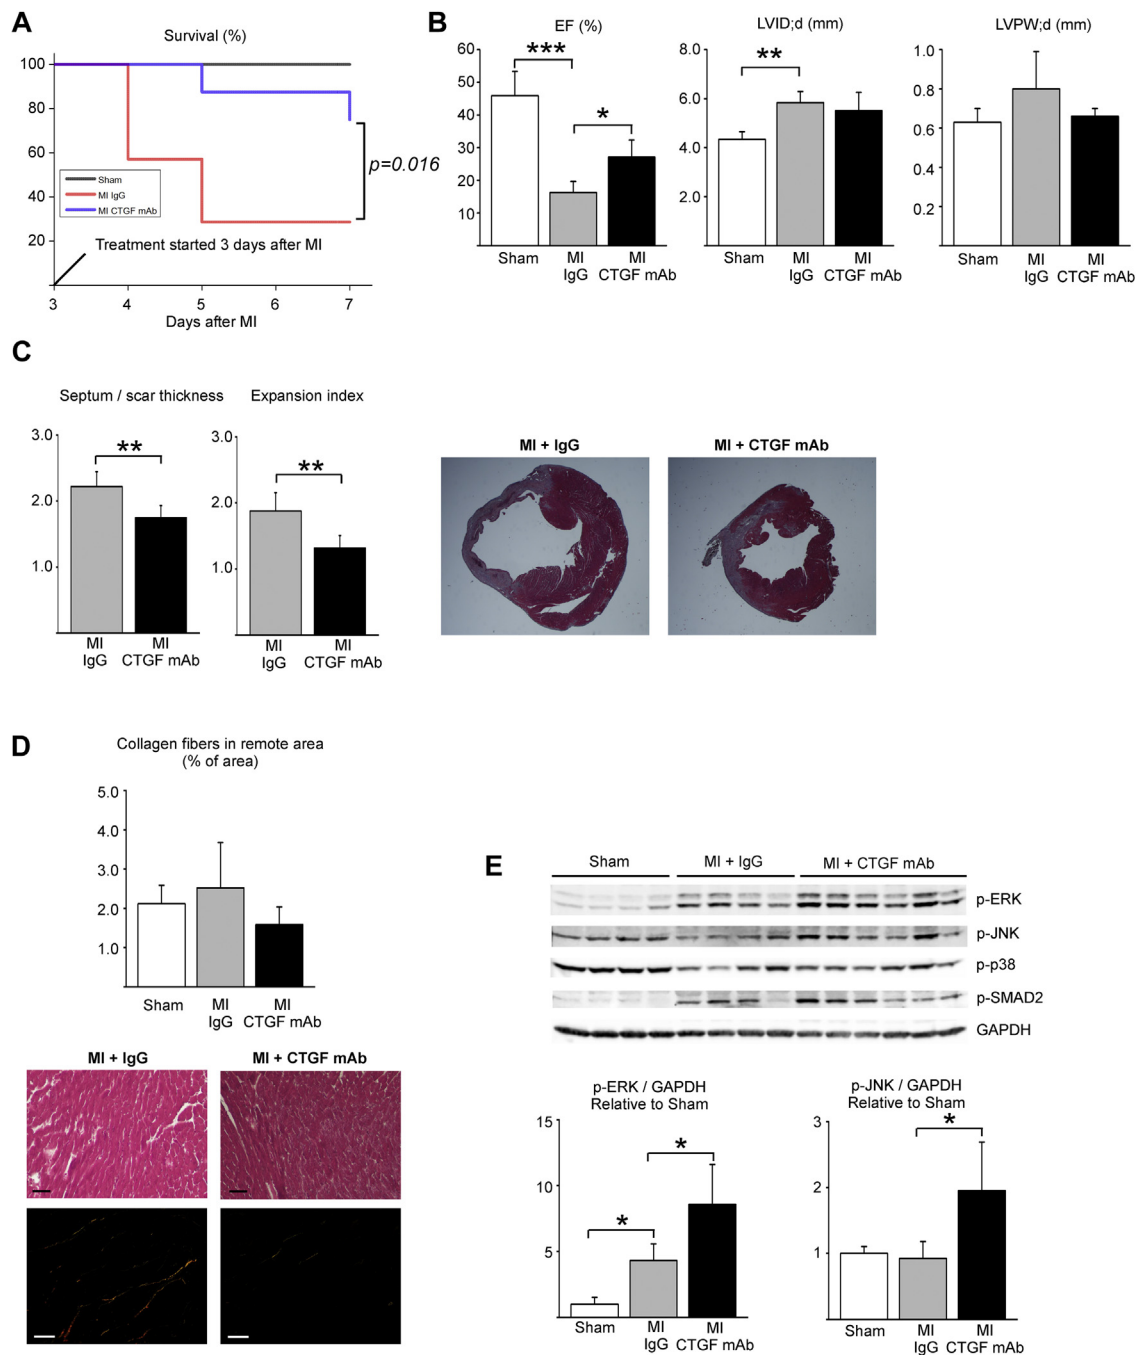 A
Survival (%)
100
80
60
40
20
Sham
MI IgG
MI CTGF mAb
p=0.016
Treatment started 3 days after MI
3
4
5
6
7
Days after MI
B
EF (%)
60
50
40
30
20
10
***
*
Sham
MI
IgG
MI
CTGF mAb
LVID;d (mm)
8.0
6.0
4.0
2.0
**
Sham
MI
IgG
MI
CTGF mAb
LVPW;d (mm)
1.0
0.8
0.6
0.4
0.2
Sham
MI
IgG
MI
CTGF mAb
C
Septum / scar thickness
3.0
2.0
1.0
**
MI
IgG
MI
CTGF mAb
Expansion index
3.0
2.0
1.0
**
MI
IgG
MI
CTGF mAb
MI + IgG
MI + CTGF mAb
D
Collagen fibers in remote area
(% of area)
5.0
4.0
3.0
2.0
1.0
Sham
MI
IgG
MI
CTGF mAb
MI + IgG
MI + CTGF mAb
E
Sham
MI + IgG
MI + CTGF mAb
p-ERK
p-JNK
p-p38
p-SMAD2
GAPDH
p-ERK / GAPDH
Relative to Sham
15
10
5
*
*
Sham
MI
IgG
MI
CTGF mAb
p-JNK / GAPDH
Relative to Sham
3
2
1
*
Sham
MI
IgG
MI
CTGF mAb